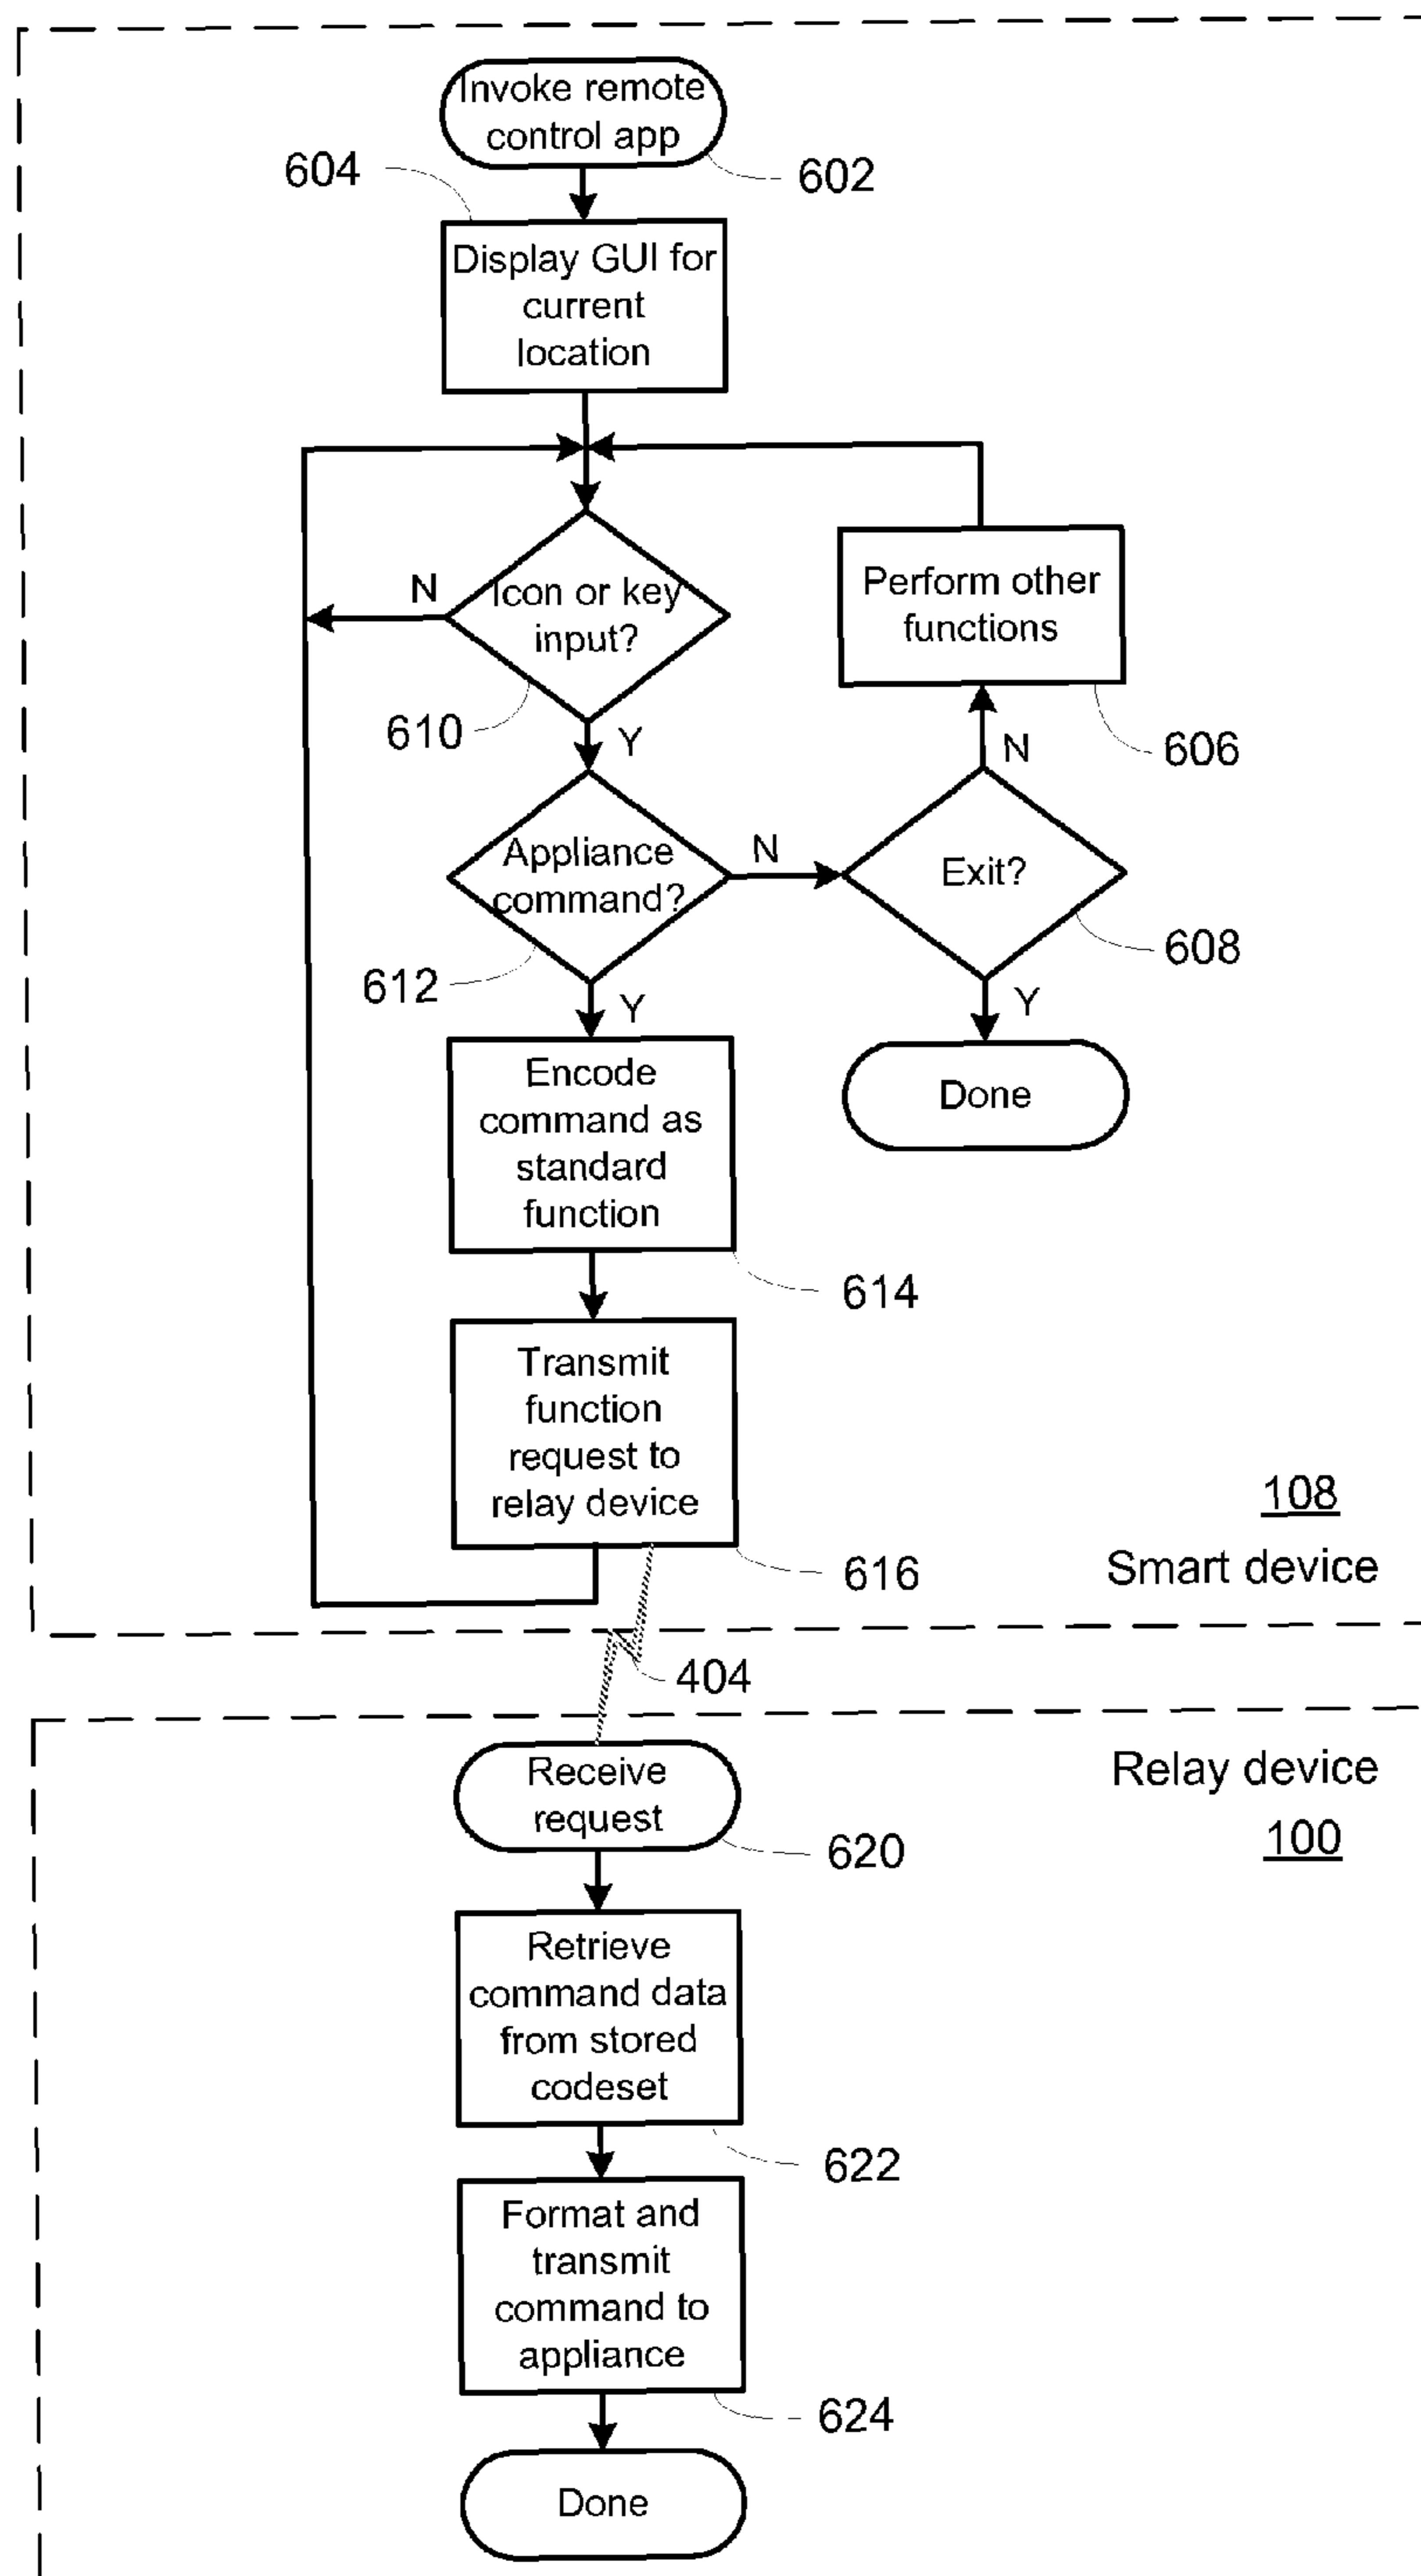 Invoke remote
control app
602
604
Display GUI for
current
location
Icon or key
input?
N
610
Y
Perform other
functions
606
N
Appliance
command?
N
612
Y
Exit?
608
Y
Done
Encode
command as
standard
function
614
Transmit
function
request to
relay device
616
108
Smart device
404
Relay device
100
Receive
request
620
Retrieve
command data
from stored
codeset
622
Format and
transmit
command to
appliance
624
Done